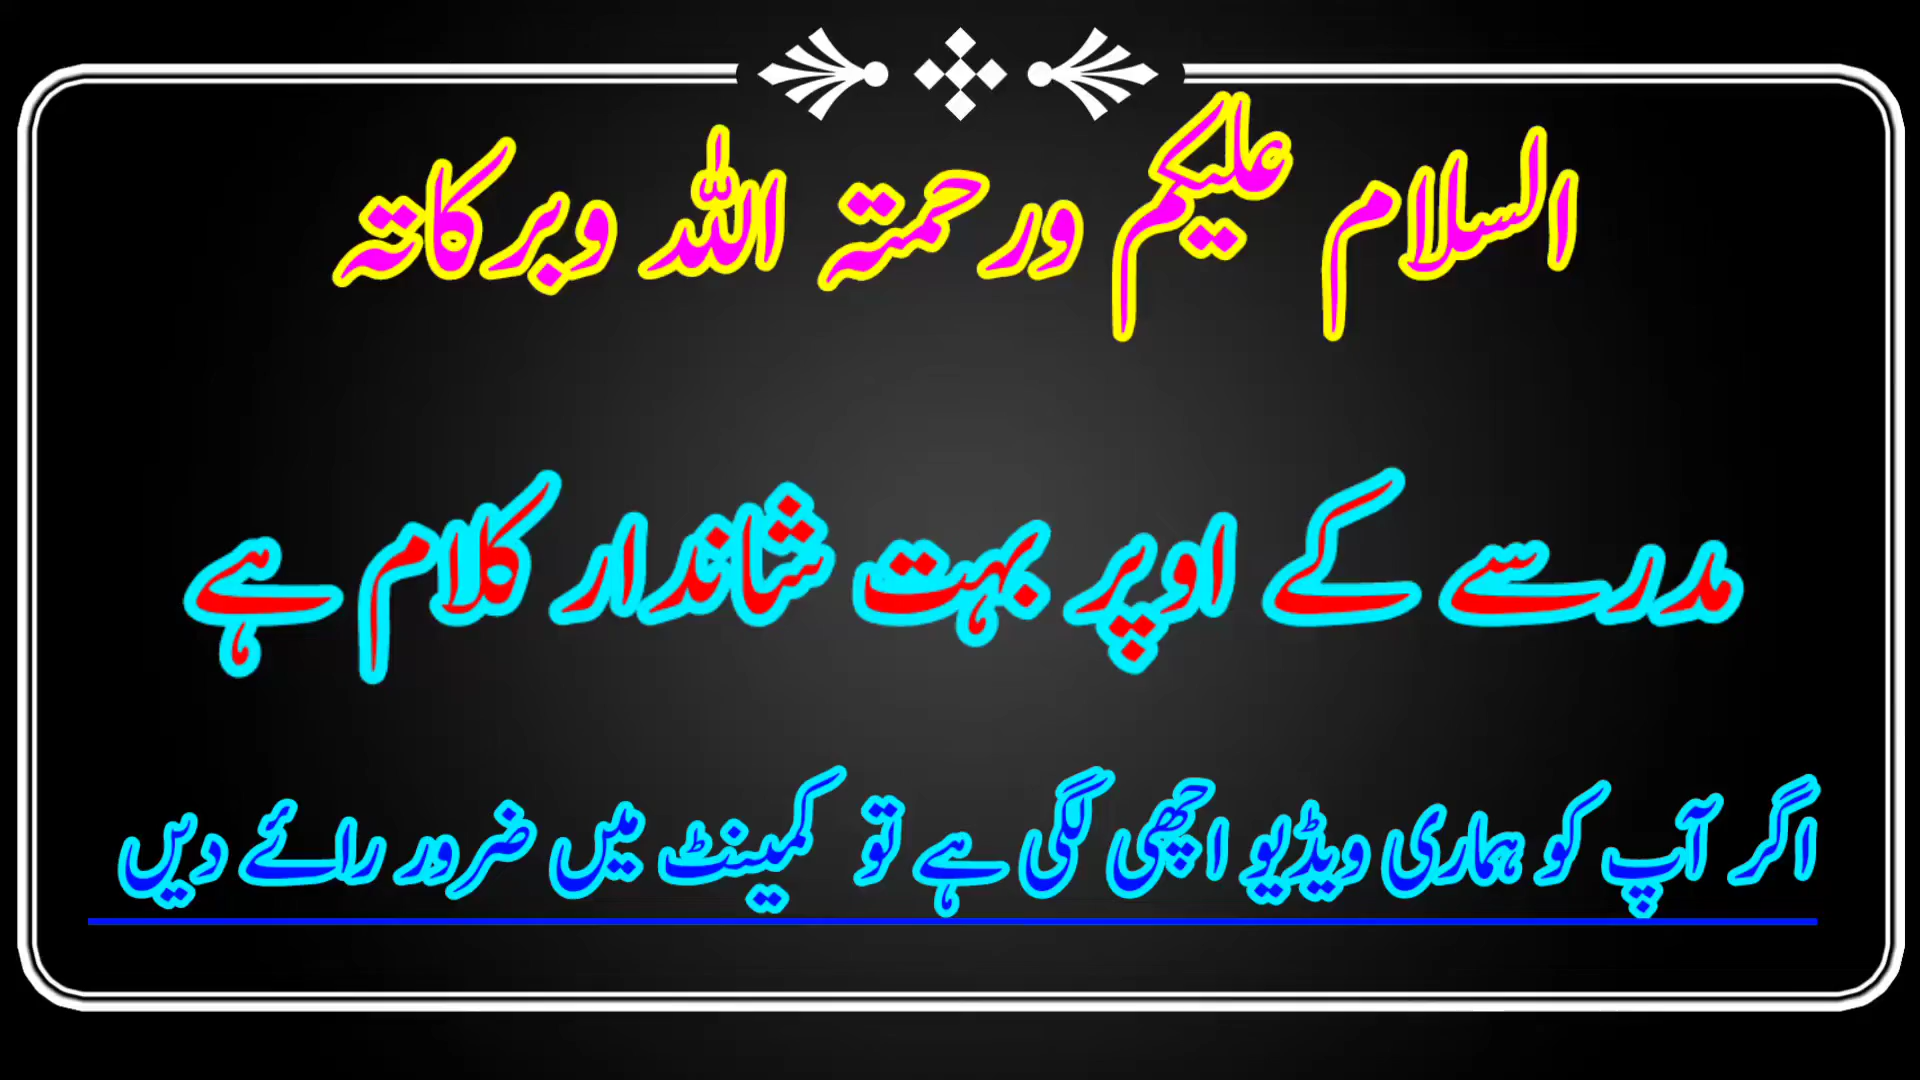 السلام علیکم ورحمتہ اللہ وبرکاتہ
مدرسے کے اوپر بہت شاندار کلام ہے
اگر آپ کو ہماری ویڈیو اچھی لگی ہے تو کمینٹ میں ضرور رائے دیں